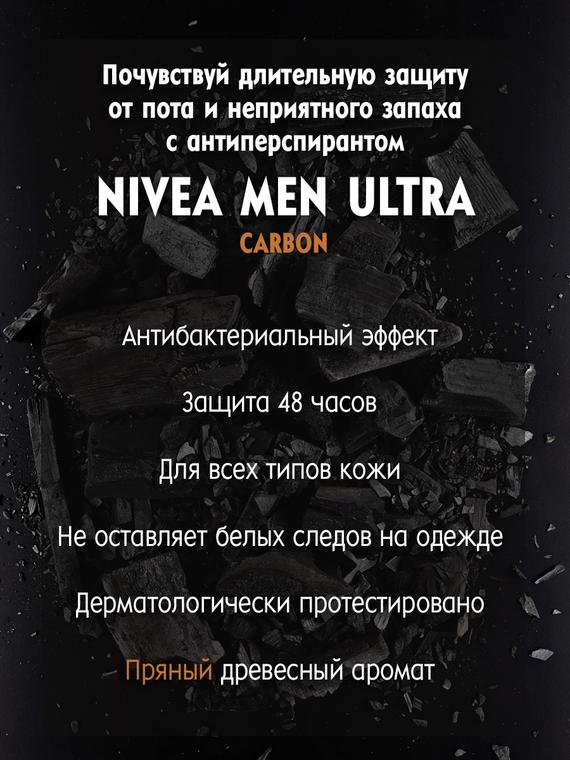 Почувствуй длительную защиту
от пота и неприятного запаха
с антиперспирантом
NIVEA MEN ULTRA
CARBON
Антибактериальный эффект
Защита 48 часов
Для всех типов кожи
Не оставляет белых следов на одежде
Дерматологически протестировано
Пряный древесный аромат